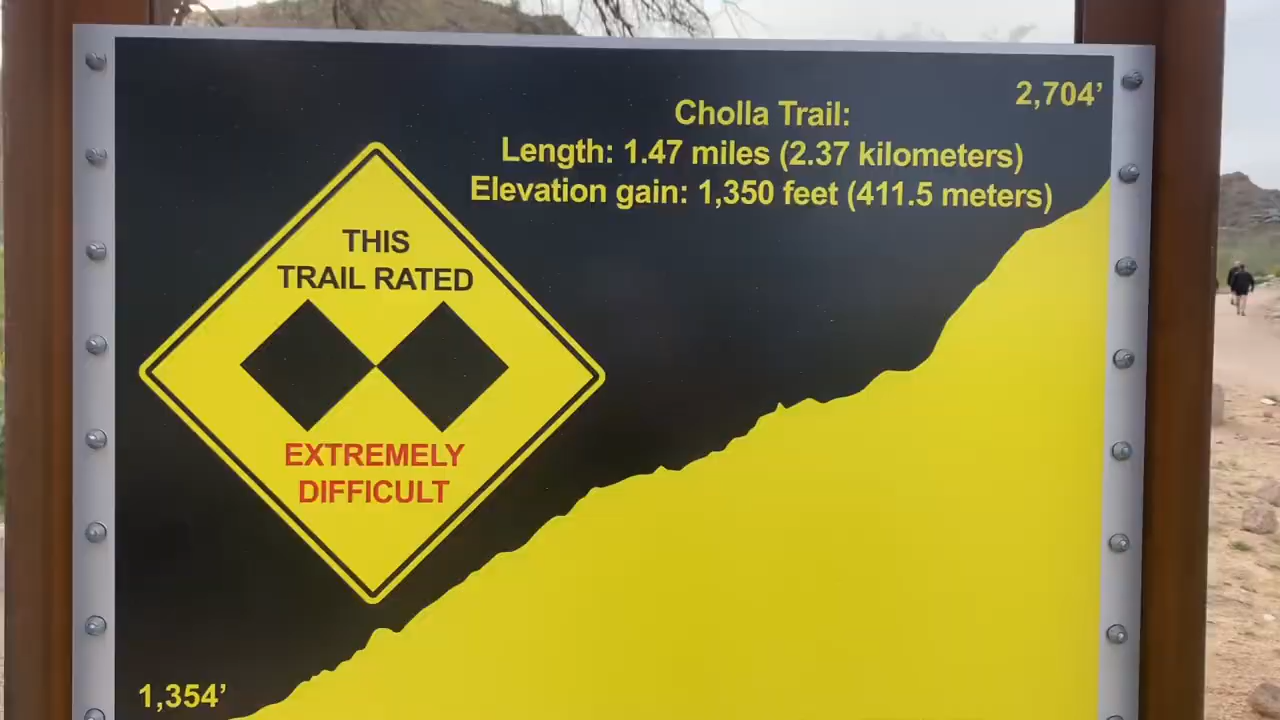 2,704’
Cholla Trail:
Length: 1.47 miles (2.37 kilometers)
Elevation gain: 1,350 feet (411.5 meters)
THIS
TRAIL RATED
EXTREMELY
DIFFICULT
1,354’